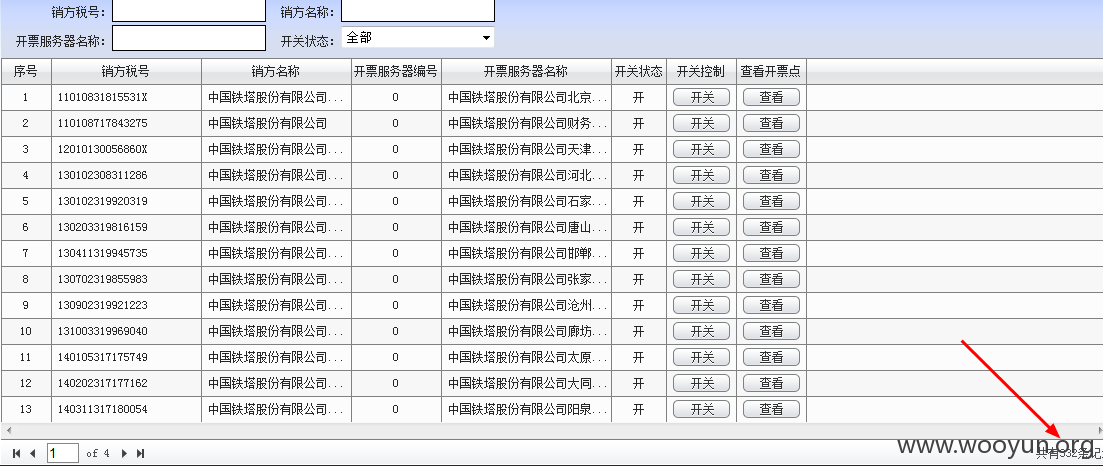 销方税号: 销方名称:
开票服务器名称: 开关状态: 全部
序号 销方税号 销方名称 开票服务器编号 开票服务器名称 开关状态 开关控制 查看开票点
1 11010831815531X 中国铁塔股份有限公司... 0 中国铁塔股份有限公司北京... 开 开关 查看
2 110108717843275 中国铁塔股份有限公司 0 中国铁塔股份有限公司财务... 开 开关 查看
3 12010130056860X 中国铁塔股份有限公司... 0 中国铁塔股份有限公司天津... 开 开关 查看
4 130102308311286 中国铁塔股份有限公司... 0 中国铁塔股份有限公司河北... 开 开关 查看
5 130102319920319 中国铁塔股份有限公司... 0 中国铁塔股份有限公司石家... 开 开关 查看
6 130203319816159 中国铁塔股份有限公司... 0 中国铁塔股份有限公司唐山... 开 开关 查看
7 130411319945735 中国铁塔股份有限公司... 0 中国铁塔股份有限公司邯郸... 开 开关 查看
8 130702319855983 中国铁塔股份有限公司... 0 中国铁塔股份有限公司张家... 开 开关 查看
9 130902319921223 中国铁塔股份有限公司... 0 中国铁塔股份有限公司沧州... 开 开关 查看
10 131003319969040 中国铁塔股份有限公司... 0 中国铁塔股份有限公司廊坊... 开 开关 查看
11 140105317175749 中国铁塔股份有限公司... 0 中国铁塔股份有限公司太原... 开 开关 查看
12 140202317177162 中国铁塔股份有限公司... 0 中国铁塔股份有限公司大同... 开 开关 查看
13 140311317180054 中国铁塔股份有限公司... 0 中国铁塔股份有限公司阳泉... 开 开关 查看
1 of 4 共有332条记
www.wooyun.org